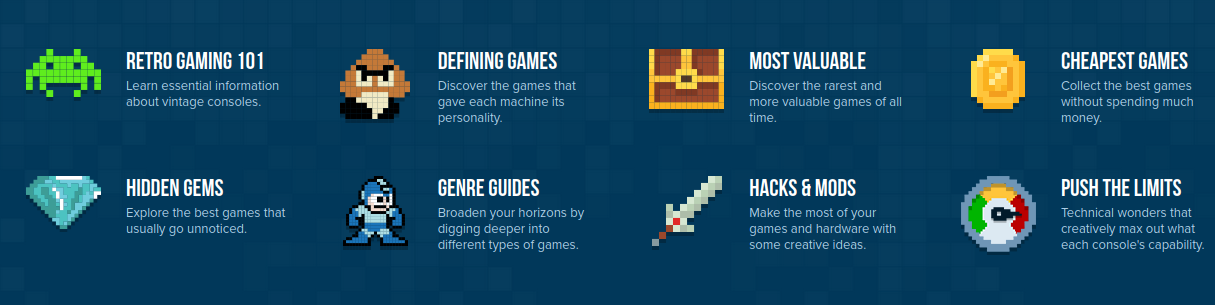 RETRO GAMING 101
Learn essential information
about vintage consoles.
DEFINING GAMES
Discover the games that
gave each machine its
personality.
MOST VALUABLE
Discover the rarest and
more valuable games of all
time.
CHEAPEST GAMES
Collect the best games
without spending much
money.
HIDDEN GEMS
Explore the best games that
usually go unnoticed.
GENRE GUIDES
Broaden your horizons by
digging deeper into
different types of games.
HACKS & MODS
Make the most of your
games and hardware with
some creative ideas.
PUSH THE LIMITS
Technical wonders that
creatively max out what
each console's capability.